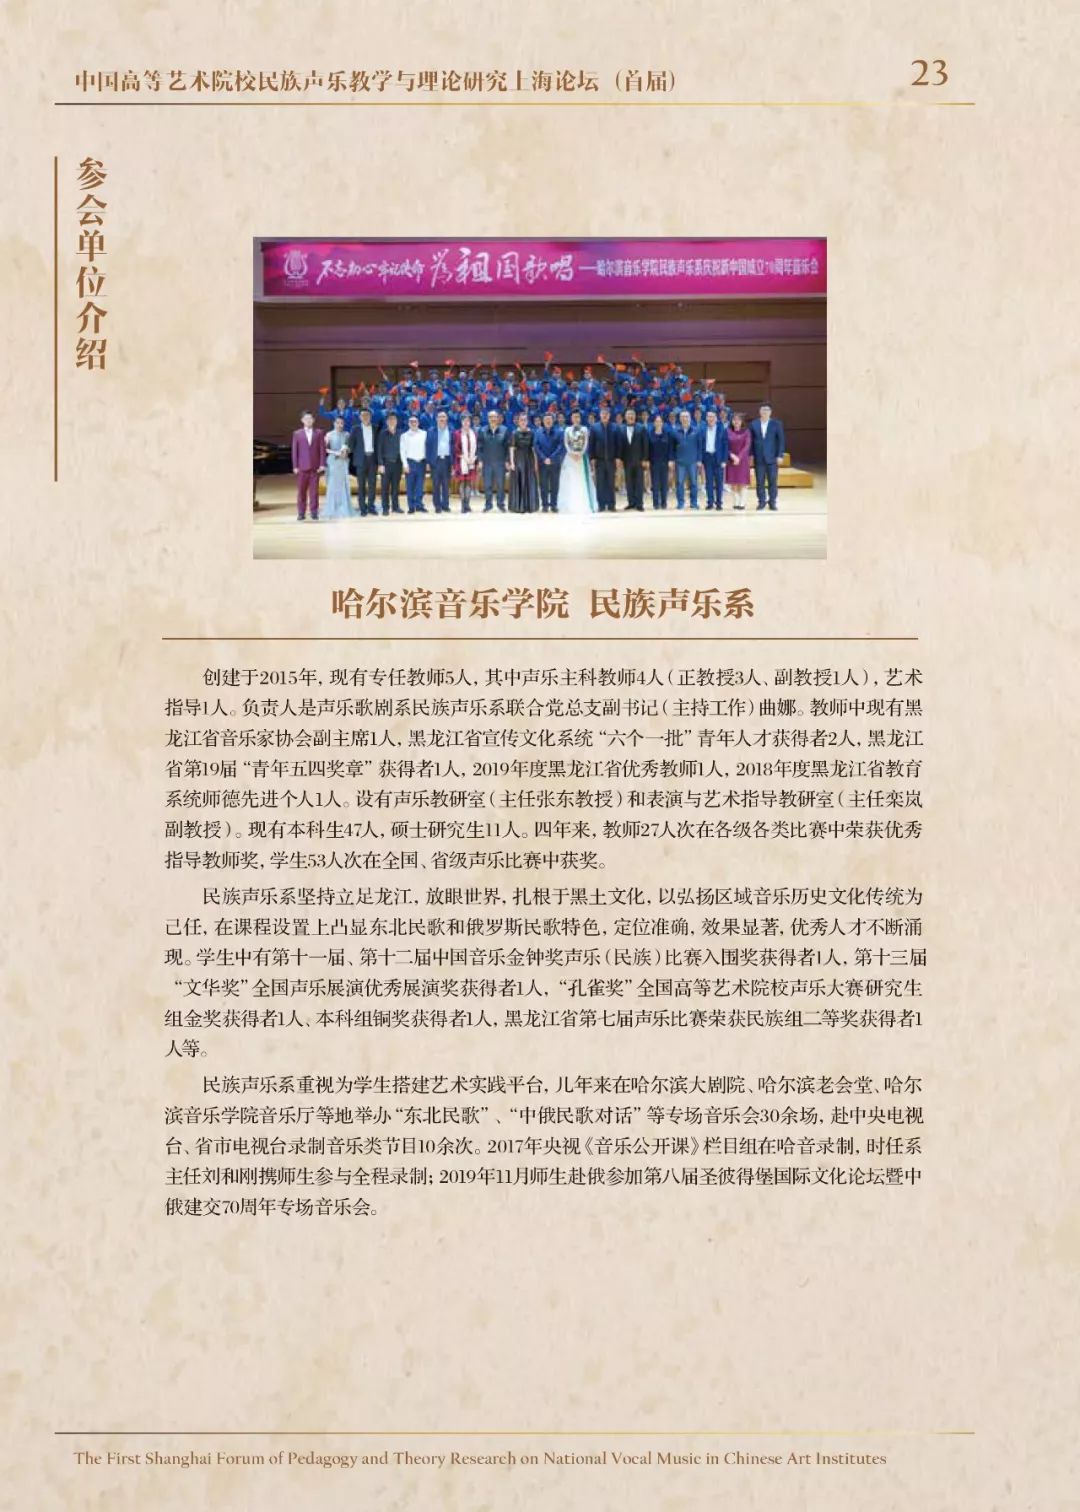 中国高等艺术院校民族声乐教学与理论研究上海论坛（首届）
23
参会单位介绍
不忘初心 牢记使命 为祖国歌唱——哈尔滨音乐学院民族声乐系庆祝新中国成立70周年音乐会
哈尔滨音乐学院 民族声乐系
创建于2015年，现有专任教师5人，其中声乐主科教师4人（正教授3人、副教授1人），艺术
指导1人。负责人是声乐歌剧系民族声乐系联合党总支副书记（主持工作）曲娜。教师中现有黑
龙江省音乐家协会副主席1人，黑龙江省宣传文化系统“六个一批”青年人才获得者2人，黑龙江
省第19届“青年五四奖章”获得者1人，2019年度黑龙江省优秀教师1人，2018年度黑龙江省教育
系统师德先进个人1人。设有声乐教研室（主任张东教授）和表演与艺术指导教研室（主任栾岚
副教授）。现有本科生47人，硕士研究生11人。四年来，教师27人次在各级各类比赛中荣获优秀
指导教师奖，学生53人次在全国、省级声乐比赛中获奖。
民族声乐系坚持立足龙江，放眼世界，扎根于黑土文化，以弘扬区域音乐历史文化传统为
己任，在课程设置上凸显东北民歌和俄罗斯民歌特色，定位准确，效果显著，优秀人才不断涌
现。学生中有第十一届、第十二届中国音乐金钟奖声乐（民族）比赛入围奖获得者1人，第十三届
“文华奖”全国声乐展演优秀展演奖获得者1人，“孔雀奖”全国高等艺术院校声乐大赛研究生
组金奖获得者1人、本科组铜奖获得者1人，黑龙江省第七届声乐比赛荣获民族组二等奖获得者1
人等。
民族声乐系重视为学生搭建艺术实践平台，几年来在哈尔滨大剧院、哈尔滨老会堂、哈尔
滨音乐学院音乐厅等地举办“东北民歌”、“中俄民歌对话”等专场音乐会30余场，赴中央电视
台、省市电视台录制音乐类节目10余次。2017年央视《音乐公开课》栏目组在哈音录制，时任系
主任刘和刚携师生参与全程录制；2019年11月师生赴俄参加第八届圣彼得堡国际文化论坛暨中
俄建交70周年专场音乐会。
The First Shanghai Forum of Pedagogy and Theory Research on National Vocal Music in Chinese Art Institutes